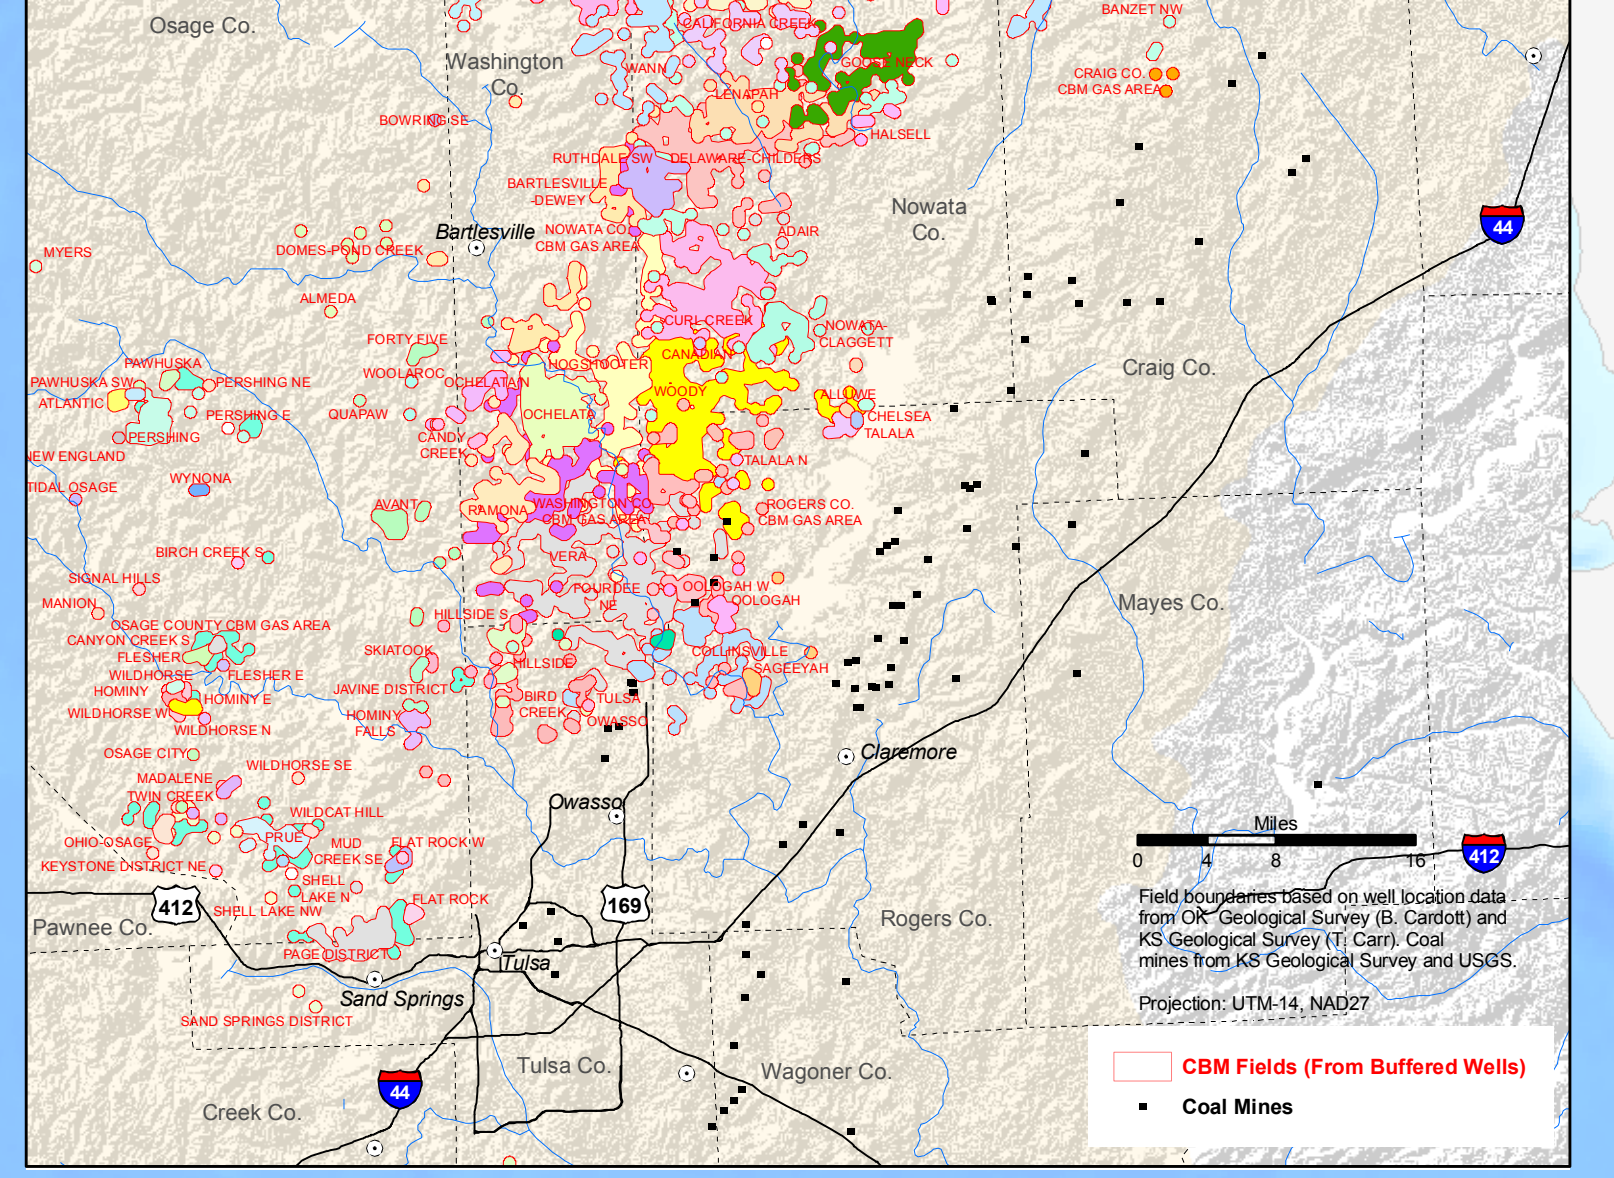 Osage Co.
Washington
Co.
CALIFORNIA CREEK
BANZET NW
WANN
GOOSE NECK
CRAIG CO.
CBM GAS AREA
LENAPAH
BOWRING SE
HALSELL
RUTHDALE SW
DELAWARE-CHILDERS
BARTLESVILLE
-DEWEY
Nowata
Co.
Bartlesville
NOWATA CO.
CBM GAS AREA
ADAIR
44
MYERS
DOMES-POND CREEK
ALMEDA
CURL CREEK
NOWATA-
CLAGGETT
FORTY FIVE
CANADIAN
PAWHUSKA
HOGSHOOTER
Craig Co.
WOOLAROC
PAWHUSKA SW
PERSHING NE
OCHELATA N
WOODY
ALLUWE
ATLANTIC
QUAPAW
PERSHING E
OCHELATA
CHELSEA
TALALA
PERSHING
CANDY
CREEK
NEW ENGLAND
TALALA N
WYNONA
TIDAL OSAGE
AVANT
RAMONA
WASHINGTON CO.
CBM GAS AREA
ROGERS CO.
CBM GAS AREA
BIRCH CREEK S
VERA
SIGNAL HILLS
FOURDEE
NE
OOLOGAH W
OOLOGAH
MANION
HILLSIDE S
Mayes Co.
OSAGE COUNTY CBM GAS AREA
CANYON CREEK S
FLESHER
SKIATOOK
HILLSIDE
COLLINSVILLE
SAGEEYAH
WILDHORSE
FLESHER E
HOMINY
HOMINY E
JAVINE DISTRICT
BIRD
CREEK
TULSA
WILDHORSE W
HOMINY
FALLS
OWASSO
WILDHORSE N
OSAGE CITY
WILDHORSE SE
Claremore
MADALENE
TWIN CREEK
Owasso
WILDCAT HILL
Miles
0 4 8 16
OHIO-OSAGE
PRUE
MUD
CREEK SE
FLAT ROCK W
412
KEYSTONE DISTRICT NE
SHELL
LAKE N
412
SHELL LAKE NW
FLAT ROCK
169
Pawnee Co.
Rogers Co.
Field boundaries based on well location data
from OK Geological Survey (B. Cardott) and
KS Geological Survey (T. Carr). Coal
mines from KS Geological Survey and USGS.
PAGE DISTRICT
Tulsa
Sand Springs
Projection: UTM-14, NAD27
SAND SPRINGS DISTRICT
Tulsa Co.
Wagoner Co.
CBM Fields (From Buffered Wells)
44
Creek Co.
Coal Mines